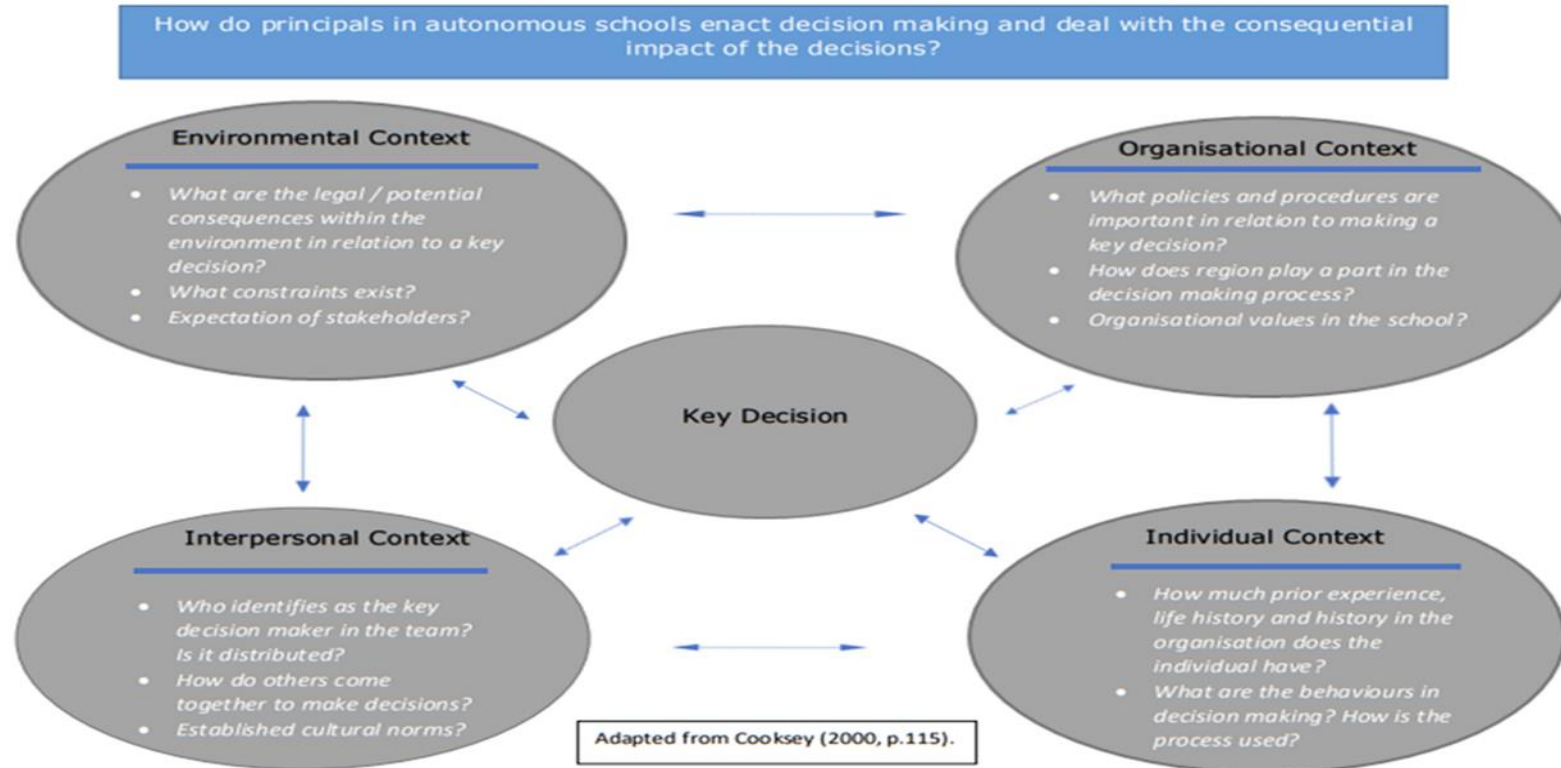 How do principals in autonomous schools enact decision making and deal with the consequential
impact of the decisions?
Environmental Context
• What are the legal / potential
consequences within the
environment in relation to a key
decision?
• What constraints exist?
• Expectation of stakeholders?
Organisational Context
• What policies and procedures are
important in relation to making a
key decision?
• How does region play a part in the
decision making process?
• Organisational values in the school?
Key Decision
Interpersonal Context
• Who identifies as the key
decision maker in the team?
Is it distributed?
• How do others come
together to make decisions?
• Established cultural norms?
Individual Context
• How much prior experience,
life history and history in the
organisation does the
individual have?
• What are the behaviours in
decision making? How is the
process used?
Adapted from Cooksey (2000, p.115).